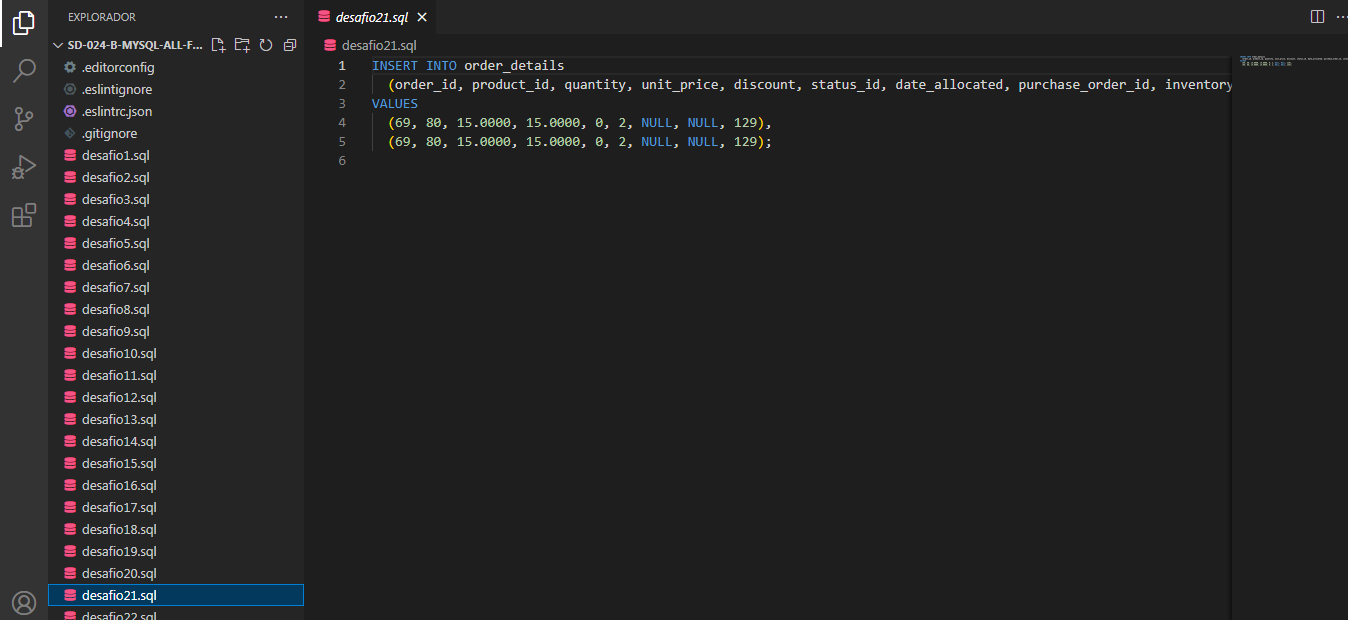 EXPLORADOR
SD-024-B-MYSQL-ALL-F...
.editorconfig
.eslintignore
.eslintrc.json
.gitignore
desafio1.sql
desafio2.sql
desafio3.sql
desafio4.sql
desafio5.sql
desafio6.sql
desafio7.sql
desafio8.sql
desafio9.sql
desafio10.sql
desafio11.sql
desafio12.sql
desafio13.sql
desafio14.sql
desafio15.sql
desafio16.sql
desafio17.sql
desafio18.sql
desafio19.sql
desafio20.sql
desafio21.sql
desafio22.sql
desafio21.sql
desafio21.sql
1 INSERT INTO order_details
2 (order_id, product_id, quantity, unit_price, discount, status_id, date_allocated, purchase_order_id, inventory
3 VALUES
4 (69, 80, 15.0000, 15.0000, 0, 2, NULL, NULL, 129),
5 (69, 80, 15.0000, 15.0000, 0, 2, NULL, NULL, 129);
6